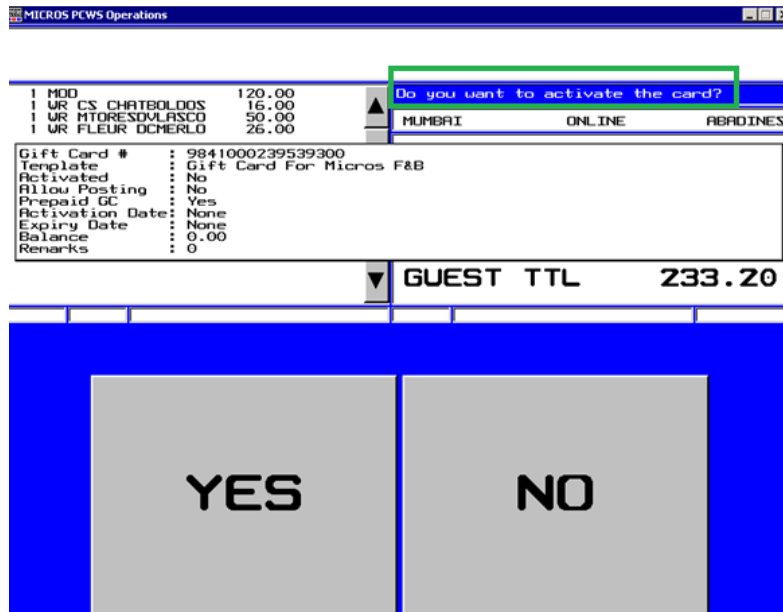 MICROS PCWS Operations
1 MOD 120.00
1 WR CS CHATBOLDOS 16.00
1 WR MTORESDVLASCO 50.00
1 WR FLEUR DCMERLO 26.00
Do you want to activate the card?
MUMBAI ONLINE ABADINES
Gift Card # : 9841000239539300
Template : Gift Card For Micros F&B
Activated : No
Allow Posting : No
Prepaid GC : Yes
Activation Date: None
Expiry Date : None
Balance : 0.00
Remarks : 0
GUEST TTL 233.20
YES NO